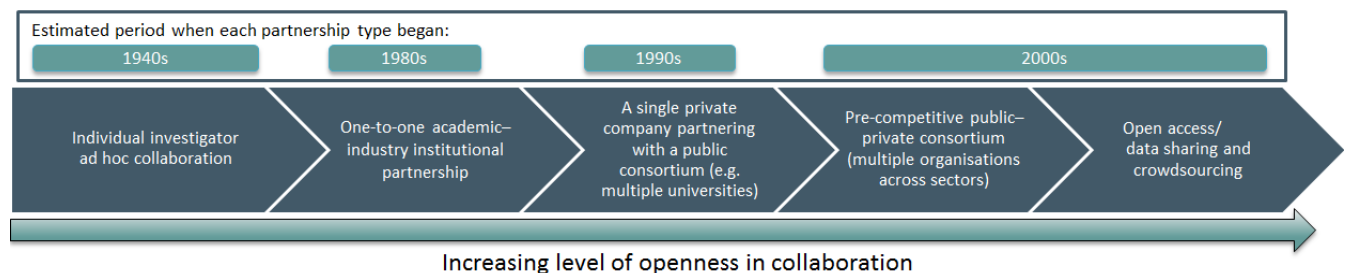 Estimated period when each partnership type began:
1940s
1980s
1990s
2000s
Individual investigator
ad hoc collaboration
One-to-one academic–
industry institutional
partnership
A single private
company partnering
with a public
consortium (e.g.
multiple universities)
Pre-competitive public–
private consortium
(multiple organisations
across sectors)
Open access/
data sharing and
crowdsourcing
Increasing level of openness in collaboration